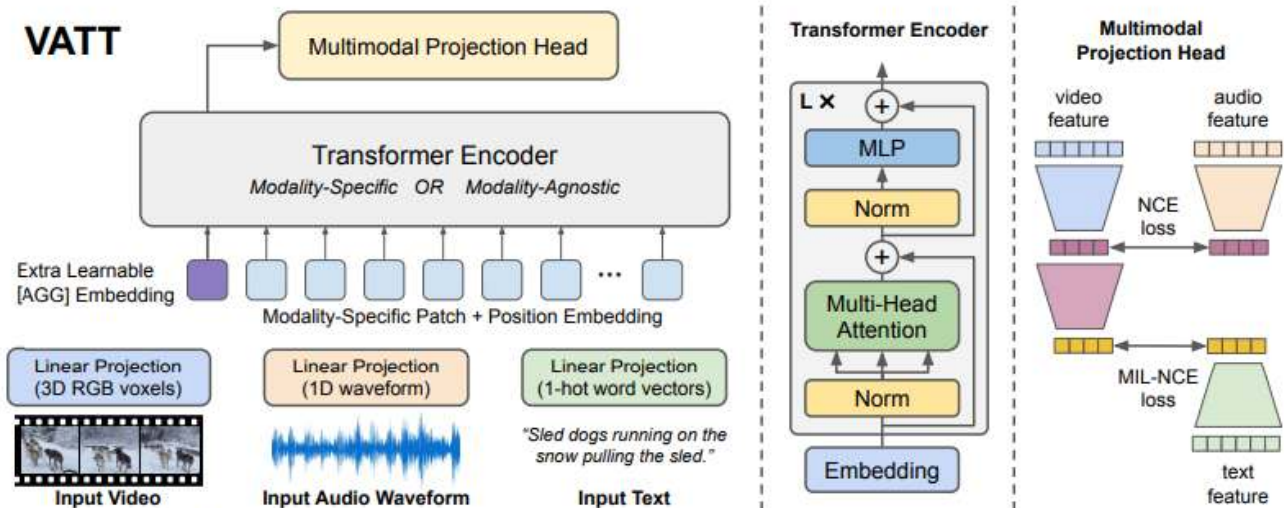 VATT
Multimodal Projection Head
Transformer Encoder
Modality-Specific OR Modality-Agnostic
Extra Learnable
[AGG] Embedding
...
Modality-Specific Patch + Position Embedding
Linear Projection
(3D RGB voxels)
Linear Projection
(1D waveform)
Linear Projection
(1-hot word vectors)
"Sled dogs running on the
snow pulling the sled."
Input Video
Input Audio Waveform
Input Text
Transformer Encoder
L ×
+
MLP
Norm
+
Multi-Head
Attention
Norm
Embedding
Multimodal
Projection Head
video
feature
audio
feature
NCE
loss
MIL-NCE
loss
text
feature